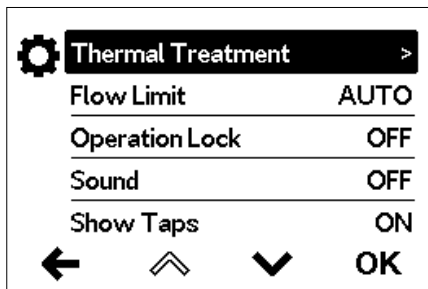 Thermal Treatment >
Flow Limit AUTO
Operation Lock OFF
Sound OFF
Show Taps ON
OK